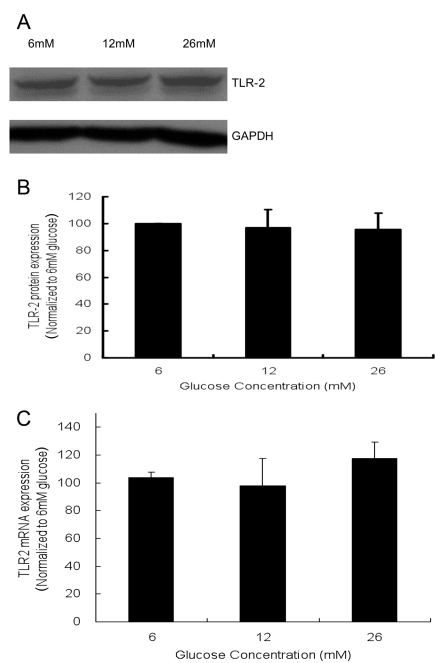 A
6mM 12mM 26mM
TLR-2
GAPDH
B
TLR-2 protein expression
(Normalized to 6mM glucose)
120
100
80
60
40
20
0
6 12 26
Glucose Concentration (mM)
C
TLR2 mRNA expression
(Normalized to 6mM glucose)
140
120
100
80
60
40
20
0
6 12 26
Glucose Concentration (mM)